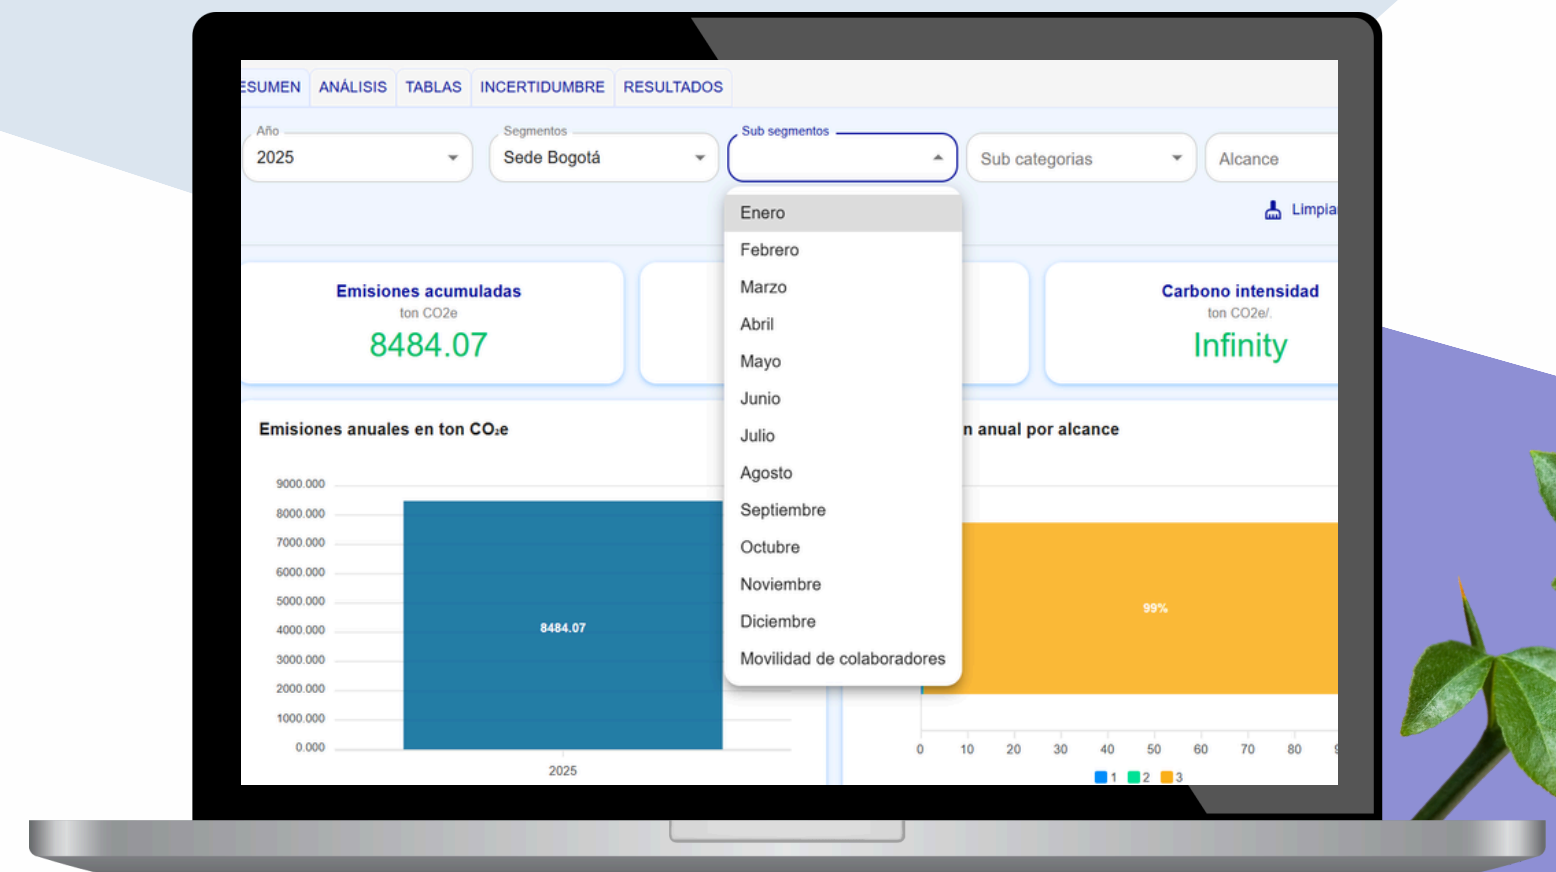 ESUMEN ANÁLISIS TABLAS INCERTIDUMBRE RESULTADOS
Año
2025
Segmentos
Sede Bogotá
Sub segmentos
Sub categorias
Alcance
Limpia
Enero
Febrero
Marzo
Abril
Mayo
Junio
Julio
Agosto
Septiembre
Octubre
Noviembre
Diciembre
Movilidad de colaboradores
Emisiones acumuladas
ton CO2e
8484.07
Carbono intensidad
ton CO2e/.
Infinity
Emisiones anuales en ton CO₂e
9000.000
8000.000
7000.000
6000.000
5000.000
4000.000
3000.000
2000.000
1000.000
0.000
8484.07
2025
n anual por alcance
99%
0 10 20 30 40 50 60 70 80
1 2 3